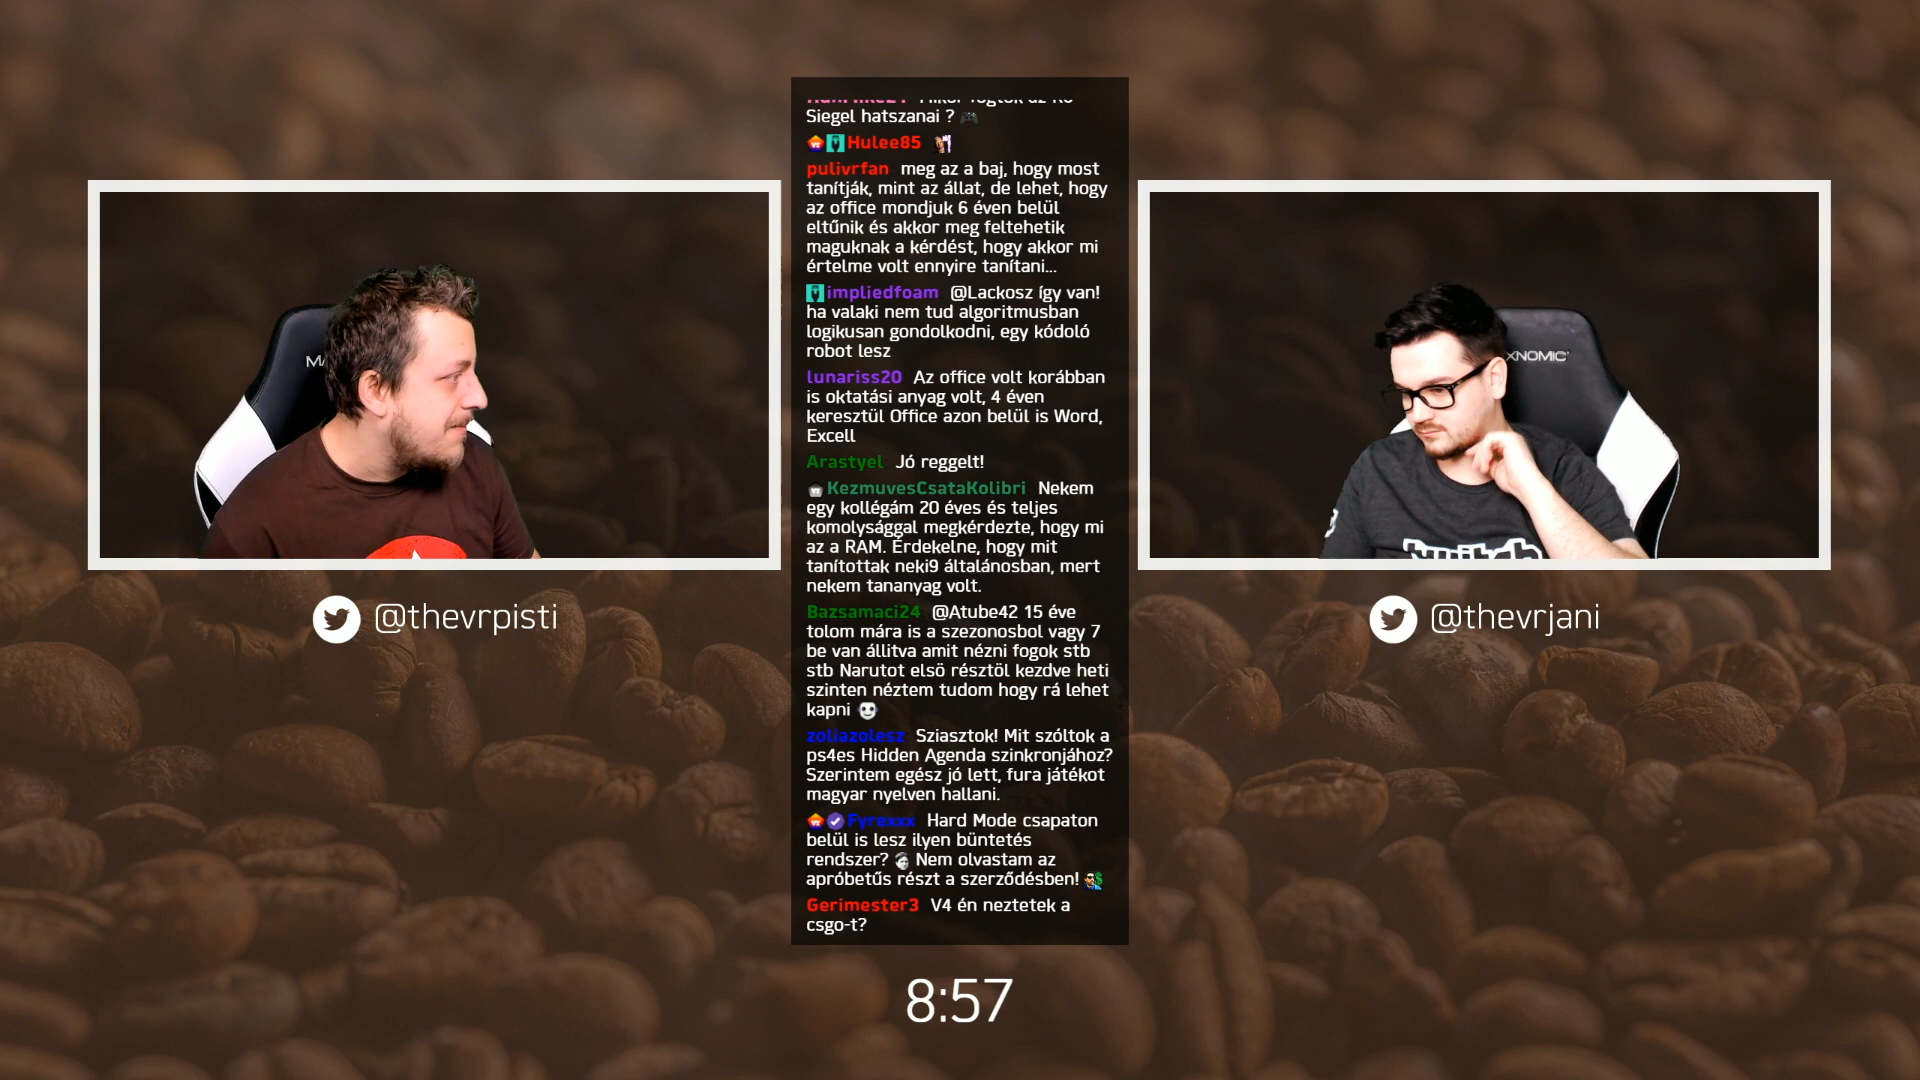 Siegel hatszanai ?
Hulee85
pulivrfan meg az a baj, hogy most
tanítják, mint az állat, de lehet, hogy
az office mondjuk 6 éven belül
eltűnik és akkor meg feltehetik
maguknak a kérdést, hogy akkor mi
értelme volt ennyire tanítani...
impliedfoam @Lackosz így van!
ha valaki nem tud algoritmusban
logikusan gondolkodni, egy kódoló
robot lesz
lunariss20 Az office volt korábban
is oktatási anyag volt, 4 éven
keresztül Office azon belül is Word,
Excell
Arastyel Jó reggelt!
KezmuvesCsataKolibri Nekem
egy kollégám 20 éves és teljes
komolysággal megkérdezte, hogy mi
az a RAM. Érdekelne, hogy mit
tanítottak neki9 általánosban, mert
nekem tananyag volt.
Bazsamaci24 @Atube42 15 éve
tolom mára is a szezonosbol vagy 7
be van állitva amit nézni fogok stb
stb Narutot elsö résztöl kezdve heti
szinten néztem tudom hogy rá lehet
kapni
zoliazolesz Sziasztok! Mit szóltok a
ps4es Hidden Agenda szinkronjához?
Szerintem egész jó lett, fura játékot
magyar nyelven hallani.
Fyrexxx Hard Mode csapaton
belül is lesz ilyen büntetés
rendszer? Nem olvastam az
apróbetűs részt a szerződésben!
Gerimester3 V4 én neztetek a
csgo-t?
@thevrpisti
XNOMIC
twitch
@thevrjani
8:57